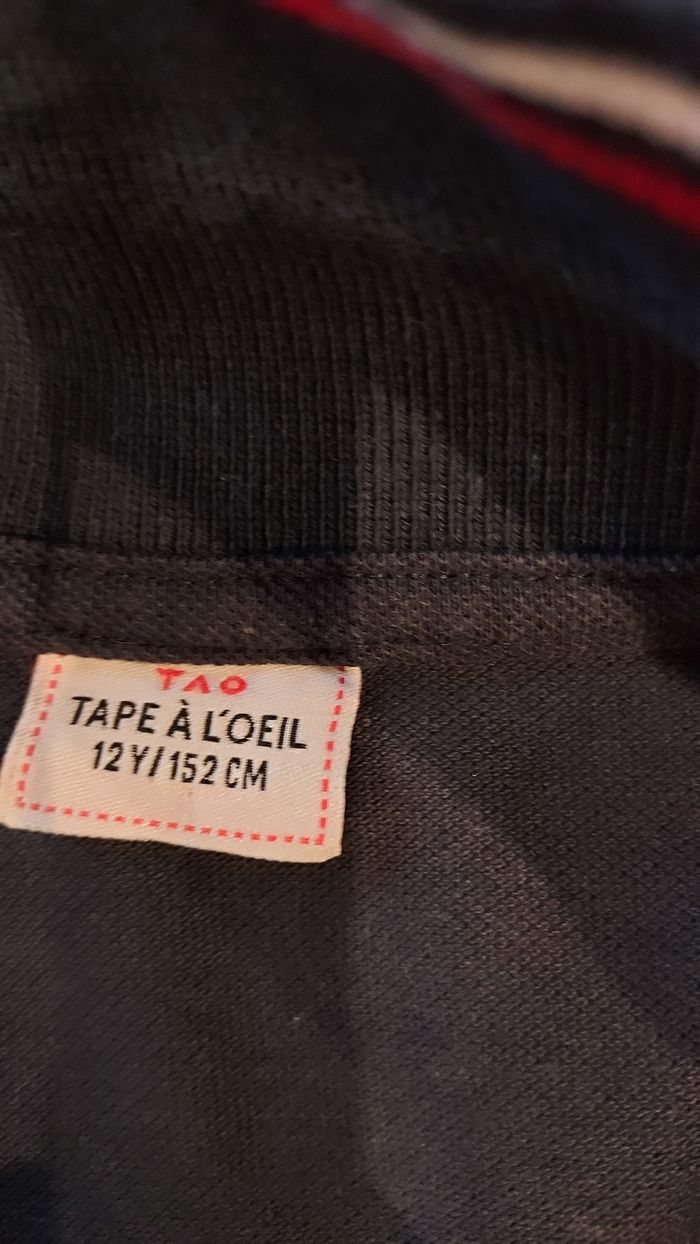 TAO
TAPE À L'OEIL
12Y/152 CM